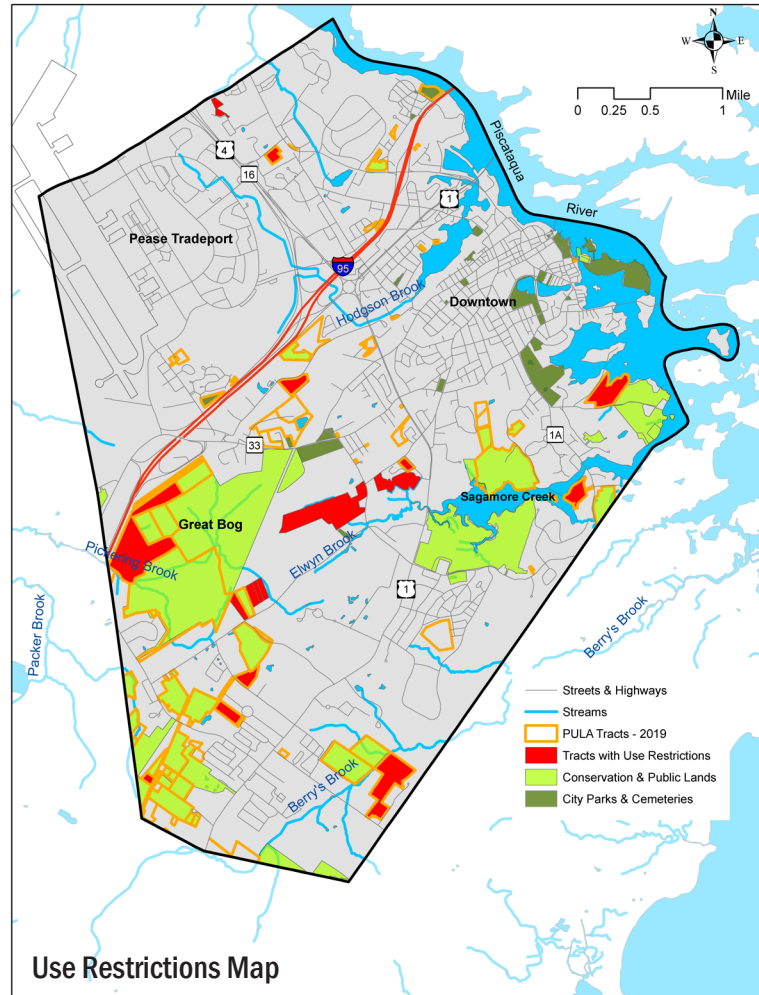 N
W
E
S
Mile
0
0.25
0.5
1
Piscataqua
River
4
16
1
Pease Tradeport
95
Hodgson Brook
Downtown
33
1A
Great Bog
Sagamore Creek
Pickering Brook
Elwyn Brook
1
Packer Brook
Berry's Brook
Berry's Brook
Streets & Highways
Streams
PULA Tracts - 2019
Tracts with Use Restrictions
Conservation & Public Lands
City Parks & Cemeteries
Use Restrictions Map